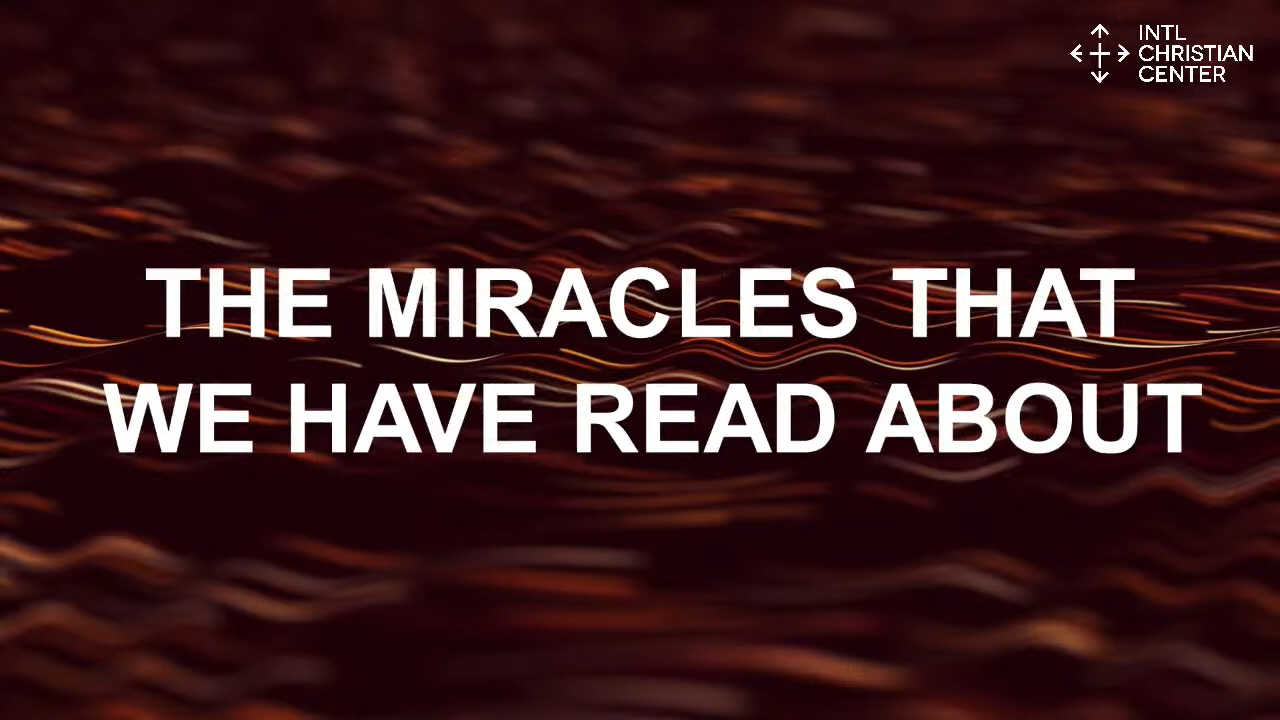 INTL
CHRISTIAN
CENTER
THE MIRACLES THAT
WE HAVE READ ABOUT